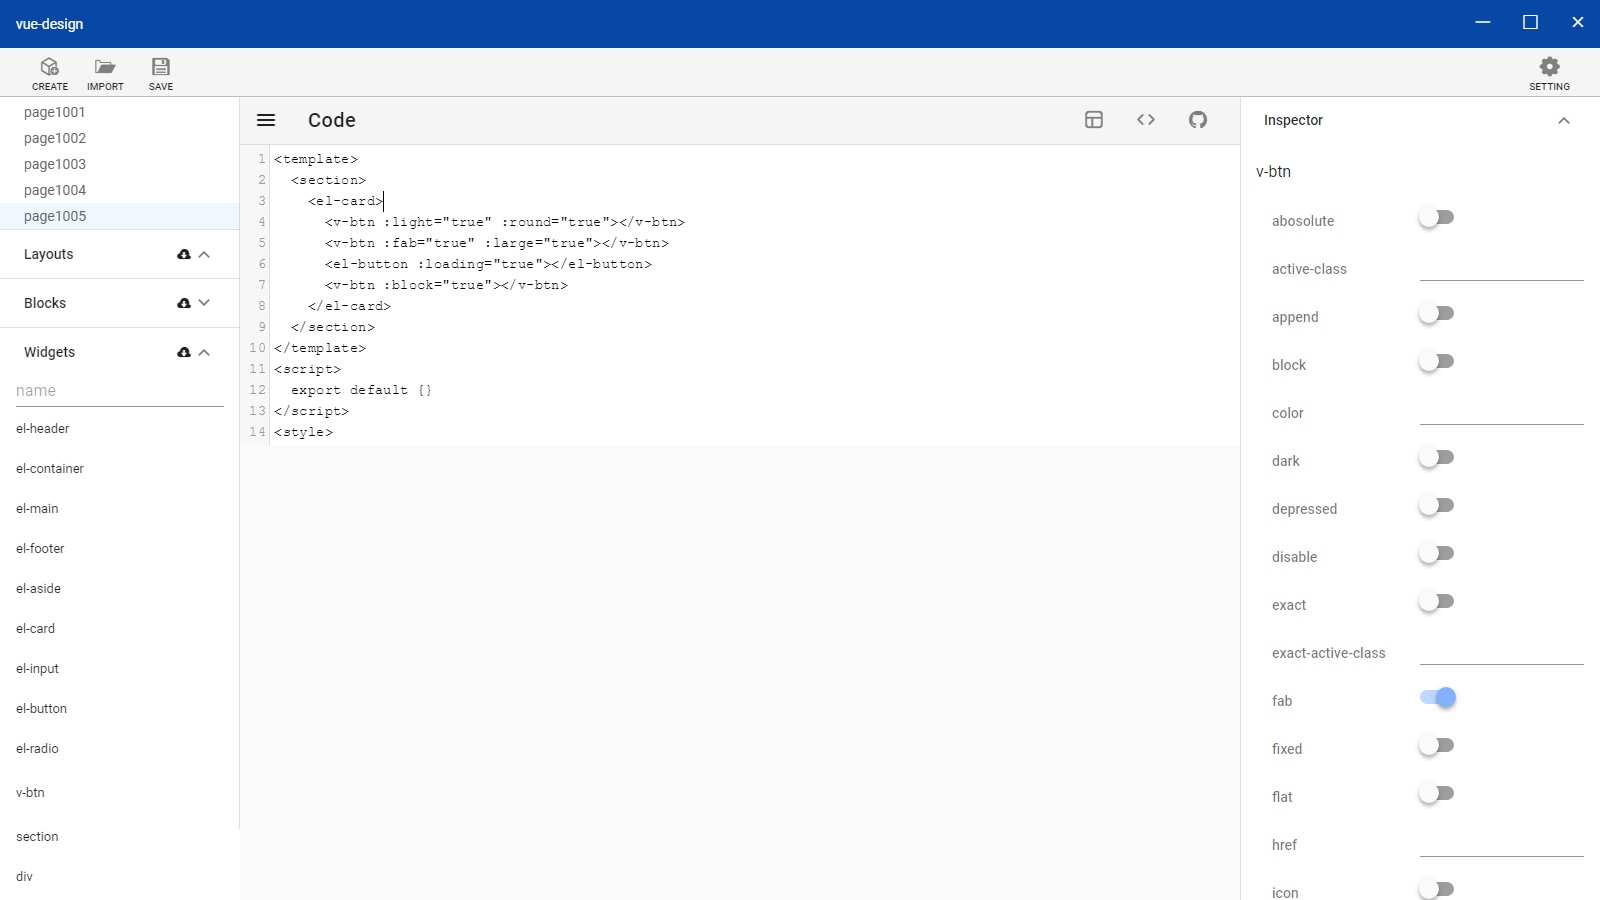 vue-design
CREATE
IMPORT
SAVE
SETTING
page1001
page1002
page1003
page1004
page1005
Layouts
Blocks
Widgets
name
el-header
el-container
el-main
el-footer
el-aside
el-card
el-input
el-button
el-radio
v-btn
section
div
Code
1 <template>
2   <section>
3     <el-card>
4       <v-btn :light="true" :round="true"></v-btn>
5       <v-btn :fab="true" :large="true"></v-btn>
6       <el-button :loading="true"></el-button>
7       <v-btn :block="true"></v-btn>
8     </el-card>
9   </section>
10 </template>
11 <script>
12   export default {}
13 </script>
14 <style>
Inspector
v-btn
abosolute
active-class
append
block
color
dark
depressed
disable
exact
exact-active-class
fab
fixed
flat
href
icon